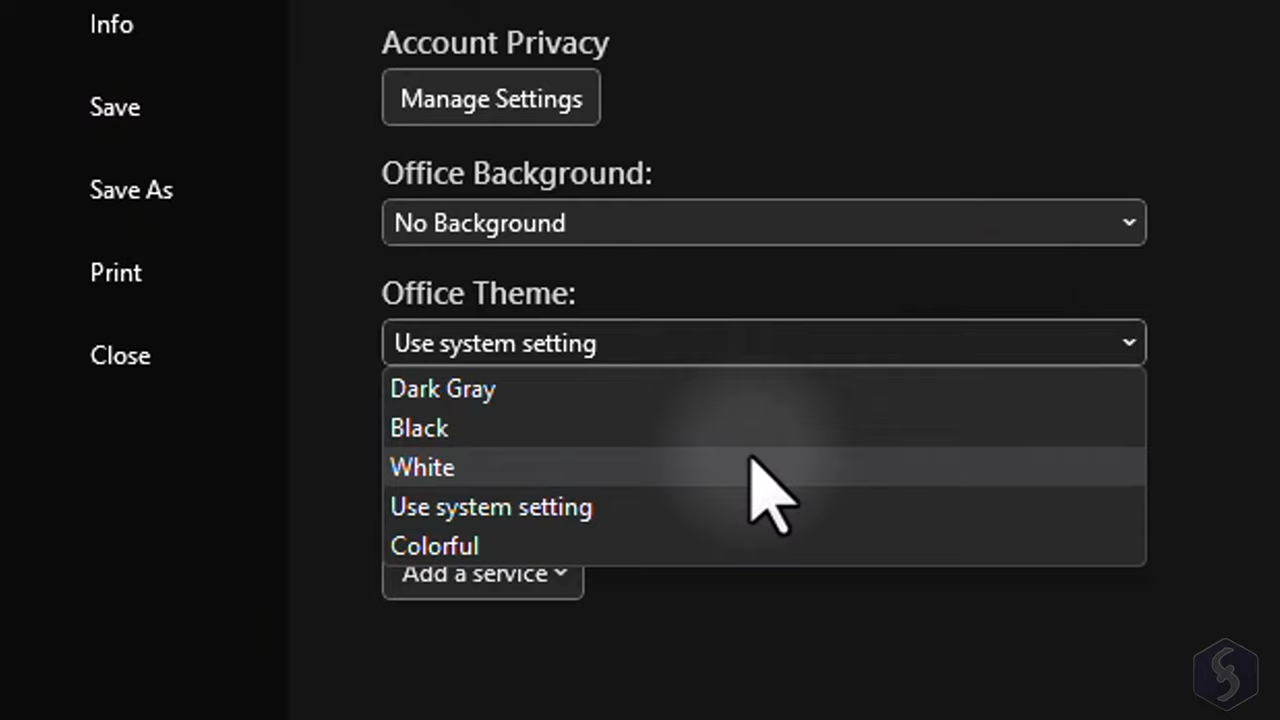 Info
Save
Save As
Print
Close
Account Privacy
Manage Settings
Office Background:
No Background
Office Theme:
Use system setting
Dark Gray
Black
White
Use system setting
Colorful
Add a service